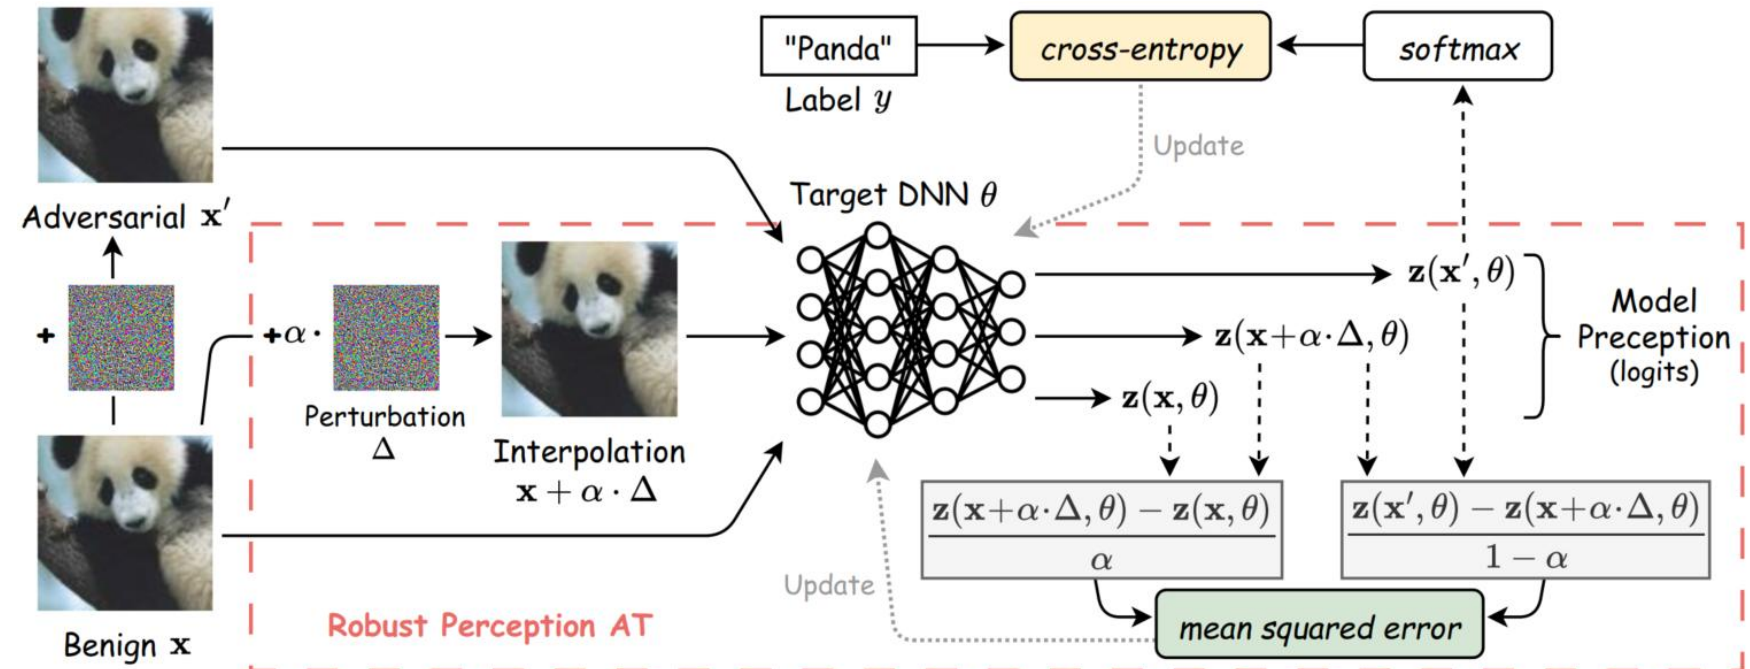 "Panda"
cross-entropy
softmax
Label y
Update
Target DNN θ
Adversarial x′
z(x′, θ)
Model
Preception
(logits)
+
+α·
z(x+α·Δ, θ)
z(x, θ)
Perturbation
Δ
Interpolation
x + α · Δ
z(x+α·Δ, θ) − z(x, θ)
α
z(x′, θ) − z(x+α·Δ, θ)
1 − α
Update
Robust Perception AT
mean squared error
Benign x